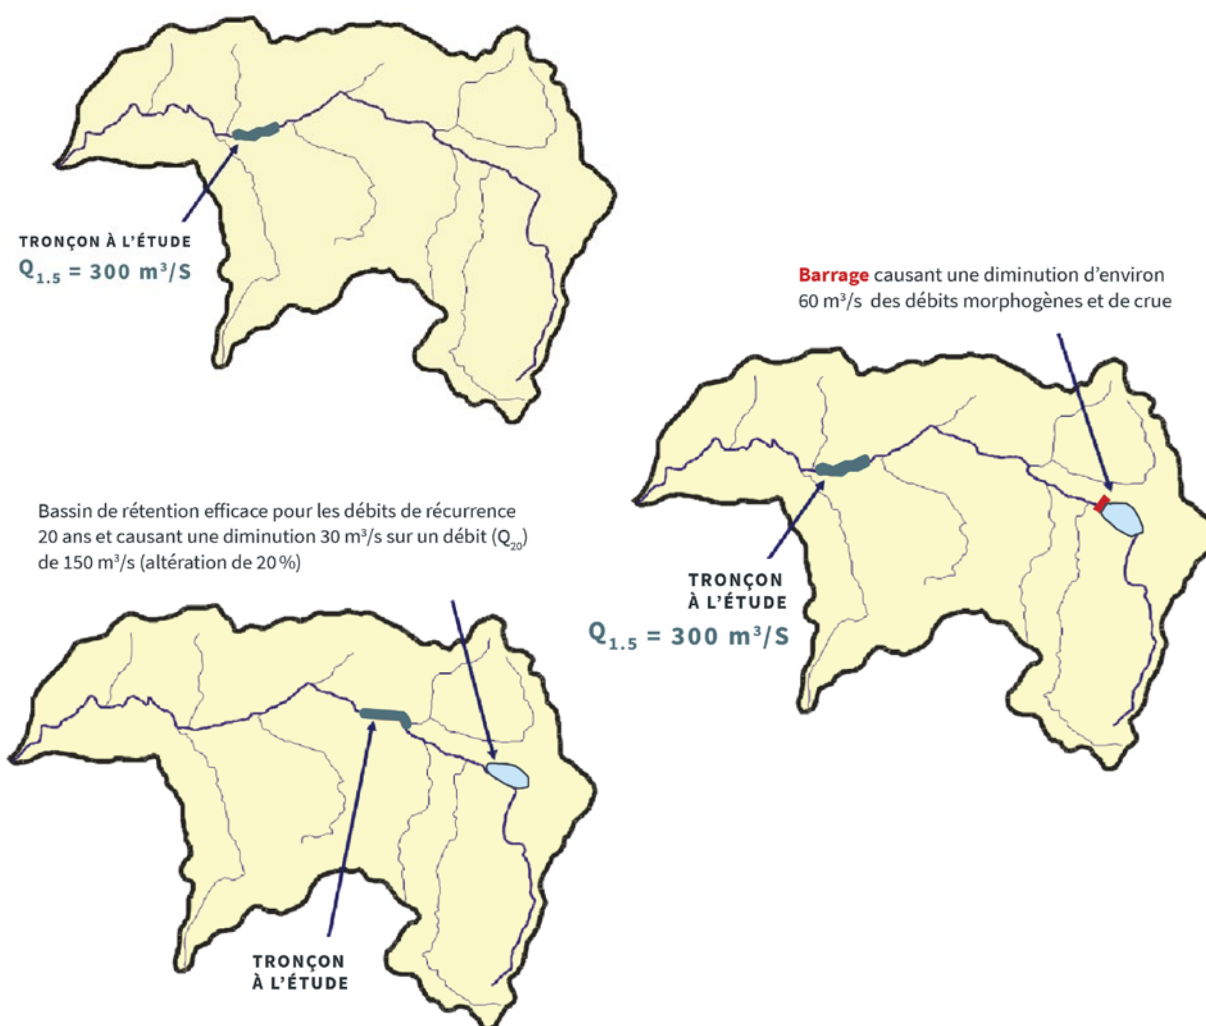 TRONÇON À L'ÉTUDE
Q1.5 = 300 m³/S
Barrage causant une diminution d'environ
60 m³/s des débits morphogènes et de crue
TRONÇON
À L'ÉTUDE
Q1.5 = 300 m³/S
Bassin de rétention efficace pour les débits de récurrence
20 ans et causant une diminution 30 m³/s sur un débit (Q20)
de 150 m³/s (altération de 20 %)
TRONÇON
À L'ÉTUDE